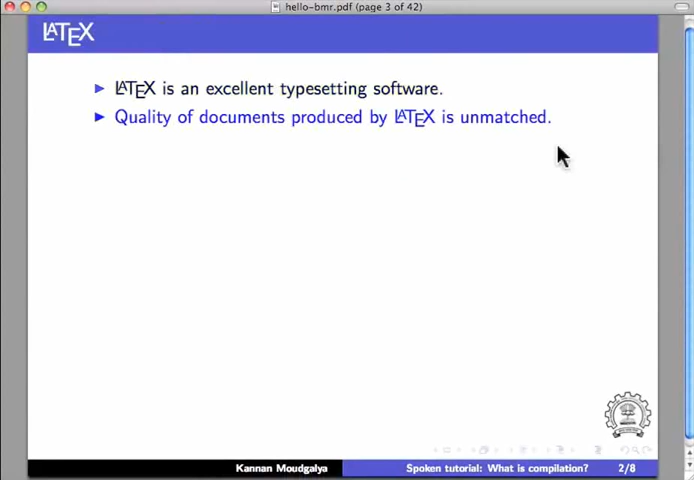 hello-bmr.pdf (page 3 of 42)
LATEX
LATEX is an excellent typesetting software.
Quality of documents produced by LATEX is unmatched.
Kannan Moudgalya Spoken tutorial: What is compilation? 2/8